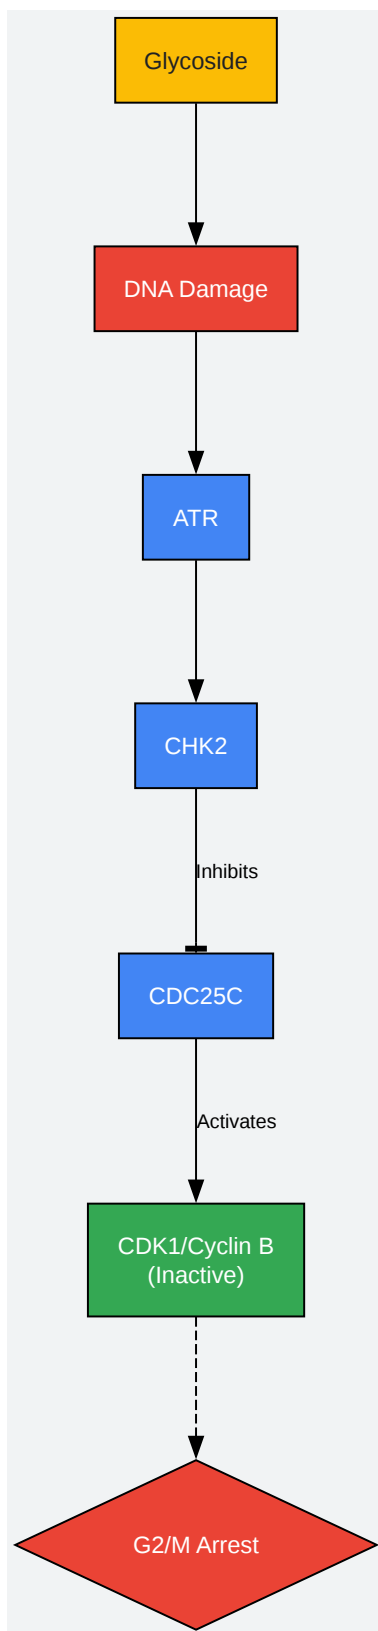 Glycoside
DNA Damage
ATR
CHK2
Inhibits
CDC25C
Activates
CDK1/Cyclin B
(Inactive)
G2/M Arrest